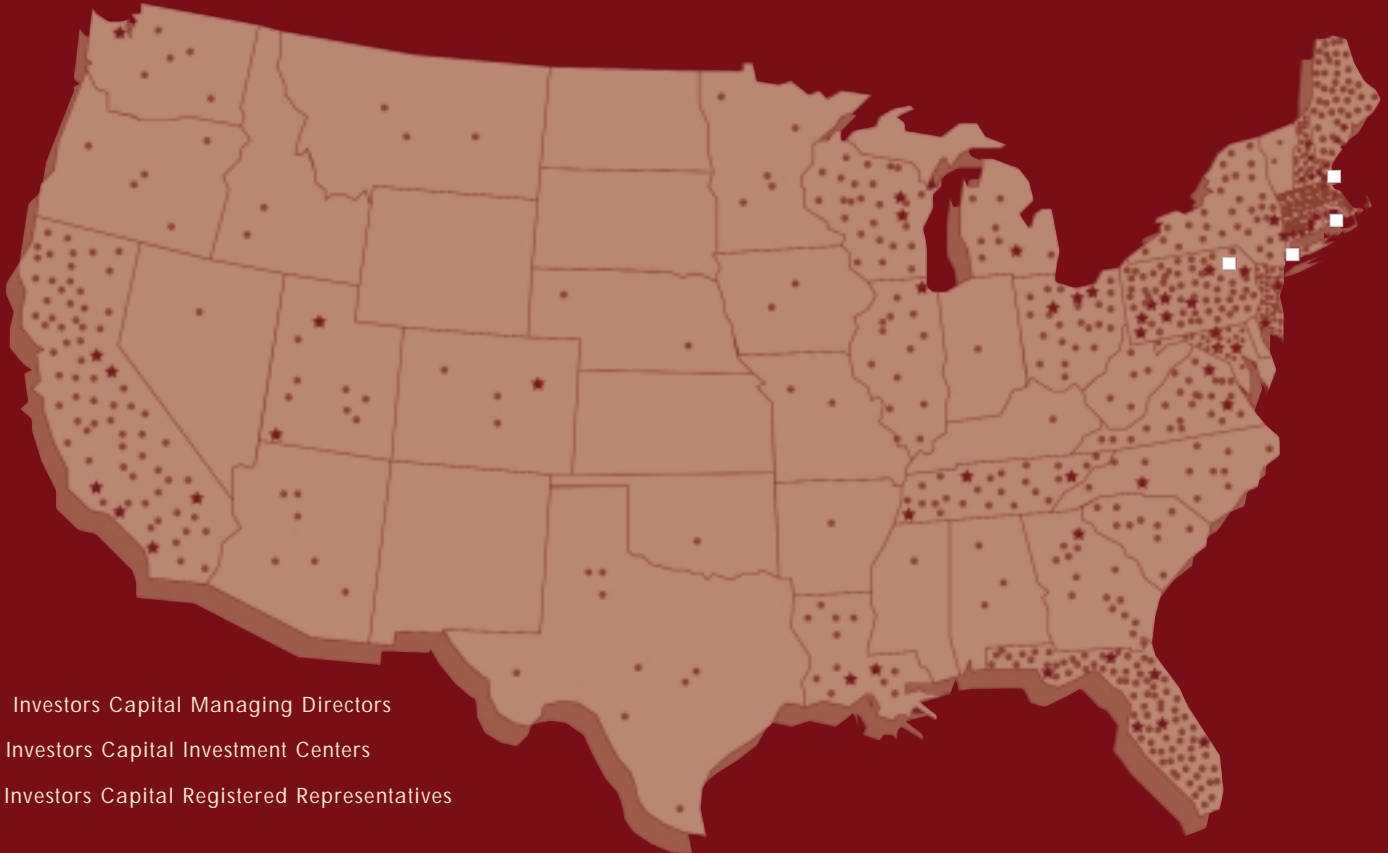 Investors Capital Managing Directors
Investors Capital Investment Centers
Investors Capital Registered Representatives